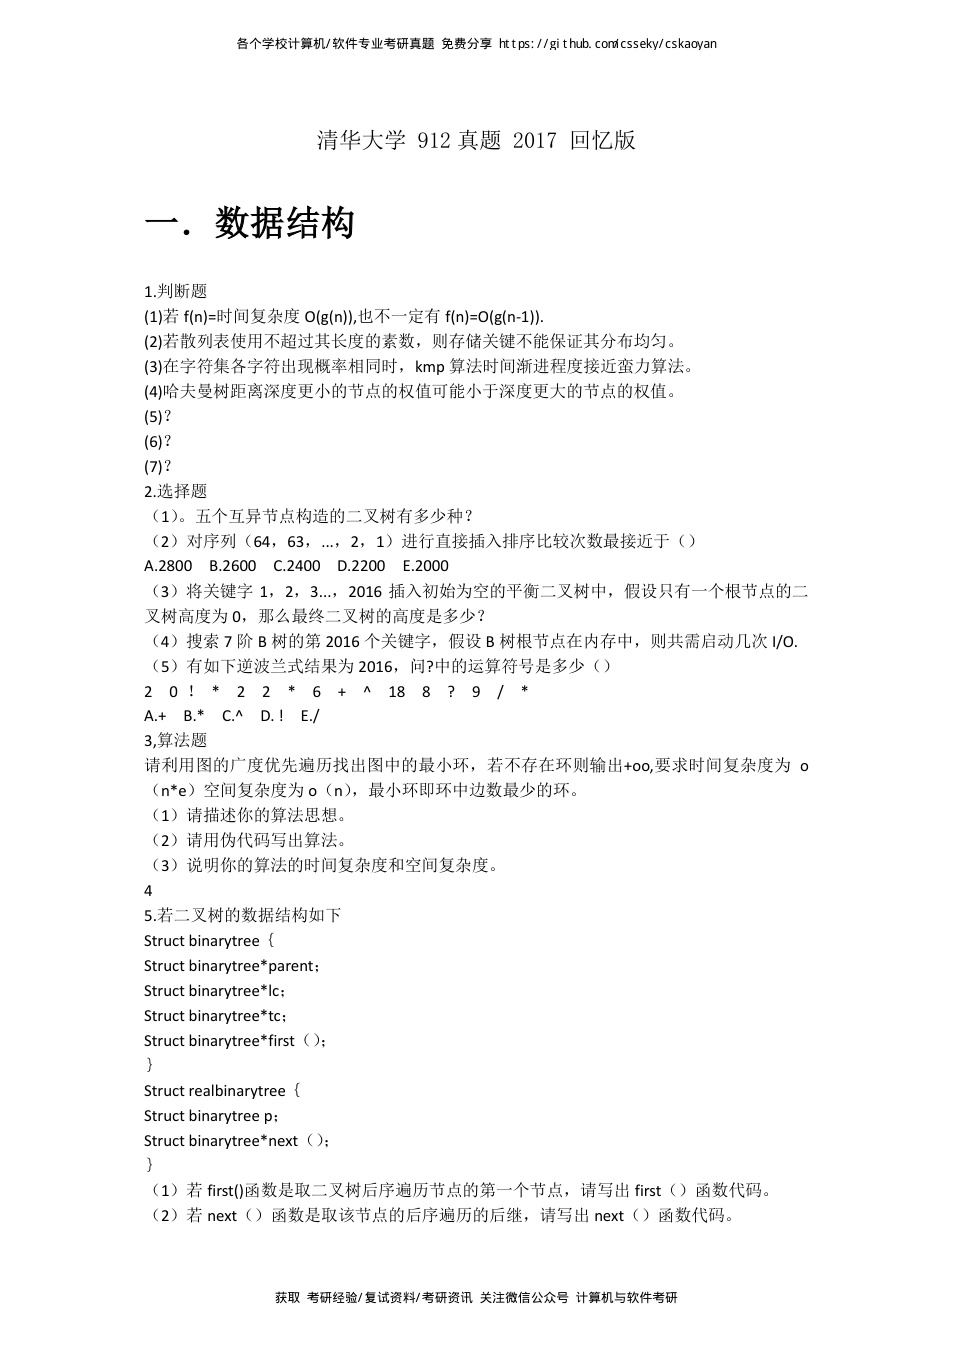 各个学校计算机/软件专业考研真题 免费分享 https://github.com/csseky/cskaoyan
清华大学 912 真题 2017 回忆版
一．数据结构
1.判断题
(1)若 f(n)=时间复杂度 O(g(n)),也不一定有 f(n)=O(g(n-1)).
(2)若散列表使用不超过其长度的素数，则存储关键不能保证其分布均匀。
(3)在字符集各字符出现概率相同时，kmp 算法时间渐进程度接近蛮力算法。
(4)哈夫曼树距离深度更小的节点的权值可能小于深度更大的节点的权值。
(5)？
(6)？
(7)？
2.选择题
（1）。五个互异节点构造的二叉树有多少种？
（2）对序列（64，63，...，2，1）进行直接插入排序比较次数最接近于（）
A.2800 B.2600 C.2400 D.2200 E.2000
（3）将关键字 1，2，3...，2016 插入初始为空的平衡二叉树中，假设只有一个根节点的二
叉树高度为 0，那么最终二叉树的高度是多少？
（4）搜索 7 阶 B 树的第 2016 个关键字，假设 B 树根节点在内存中，则共需启动几次 I/O.
（5）有如下逆波兰式结果为 2016，问?中的运算符号是多少（）
2 0 ！ * 2 2 * 6 + ^ 18 8 ? 9 / *
A.+ B.* C.^ D.！ E./
3,算法题
请利用图的广度优先遍历找出图中的最小环，若不存在环则输出+oo,要求时间复杂度为 o
（n*e）空间复杂度为 o（n），最小环即环中边数最少的环。
（1）请描述你的算法思想。
（2）请用伪代码写出算法。
（3）说明你的算法的时间复杂度和空间复杂度。
4
5.若二叉树的数据结构如下
Struct binarytree｛
Struct binarytree*parent；
Struct binarytree*lc；
Struct binarytree*tc；
Struct binarytree*first（）；
｝
Struct realbinarytree｛
Struct binarytree p；
Struct binarytree*next（）；
｝
（1）若 first()函数是取二叉树后序遍历节点的第一个节点，请写出 first（）函数代码。
（2）若 next（）函数是取该节点的后序遍历的后继，请写出 next（）函数代码。
获取 考研经验/复试资料/考研资讯 关注微信公众号 计算机与软件考研